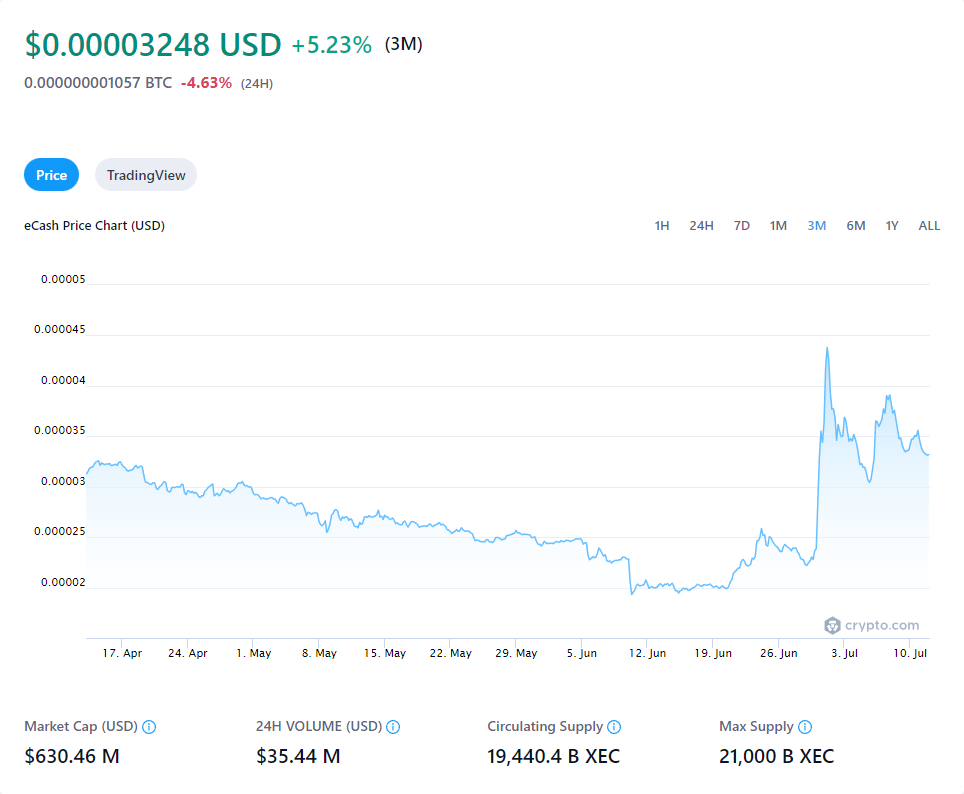 $0.00003248 USD +5.23% (3M)
0.000000001057 BTC -4.63% (24H)
Price TradingView
eCash Price Chart (USD) 1H 24H 7D 1M 3M 6M 1Y ALL
0.00005
0.000045
0.00004
0.000035
0.00003
0.000025
0.00002
crypto.com
17. Apr 24. Apr 1. May 8. May 15. May 22. May 29. May 5. Jun 12. Jun 19. Jun 26. Jun 3. Jul 10. Jul
Market Cap (USD) 24H VOLUME (USD) Circulating Supply Max Supply
$630.46 M $35.44 M 19,440.4 B XEC 21,000 B XEC